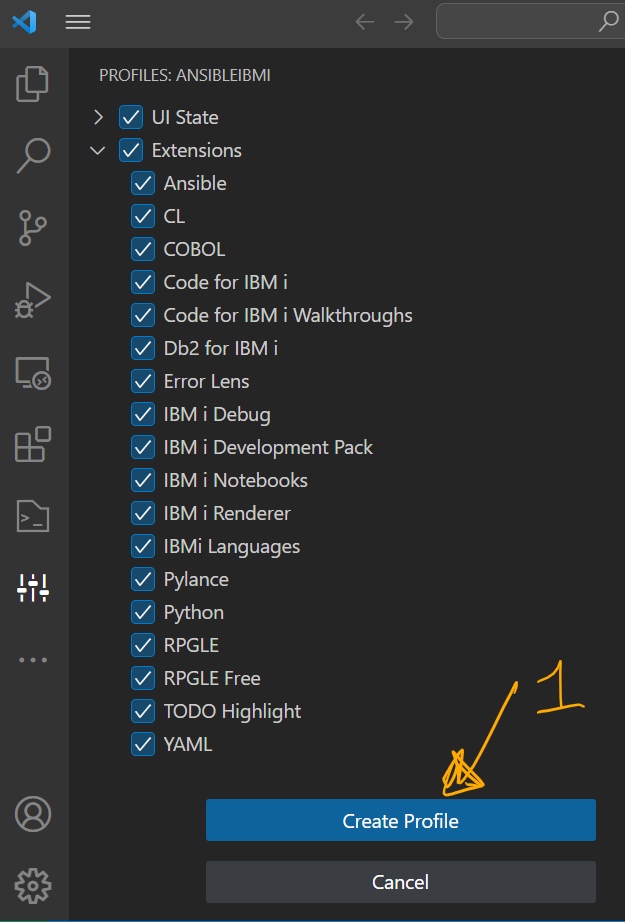 PROFILES: ANSIBLEIBMI
UI State
Extensions
Ansible
CL
COBOL
Code for IBM i
Code for IBM i Walkthroughs
Db2 for IBM i
Error Lens
IBM i Debug
IBM i Development Pack
IBM i Notebooks
IBM i Renderer
IBMi Languages
Pylance
Python
RPGLE
RPGLE Free
TODO Highlight
YAML
1
Create Profile
Cancel